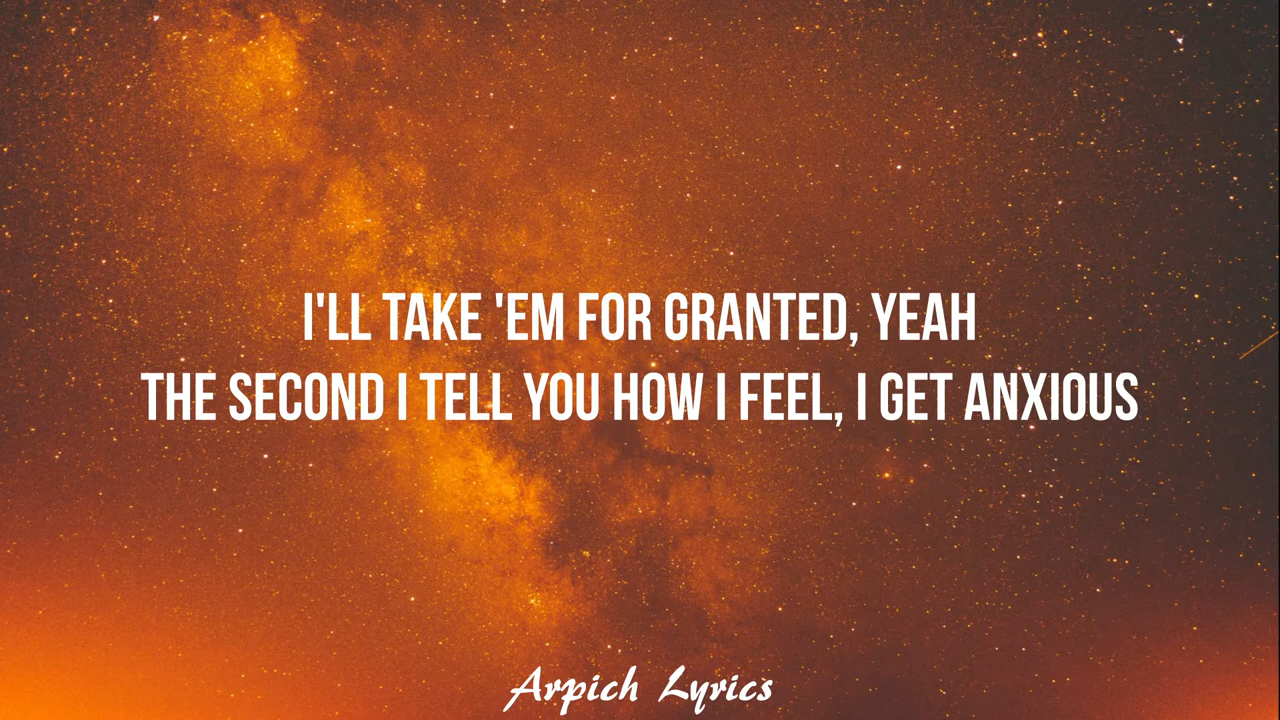 I'LL TAKE 'EM FOR GRANTED, YEAH
THE SECOND I TELL YOU HOW I FEEL, I GET ANXIOUS
Arpich Lyrics